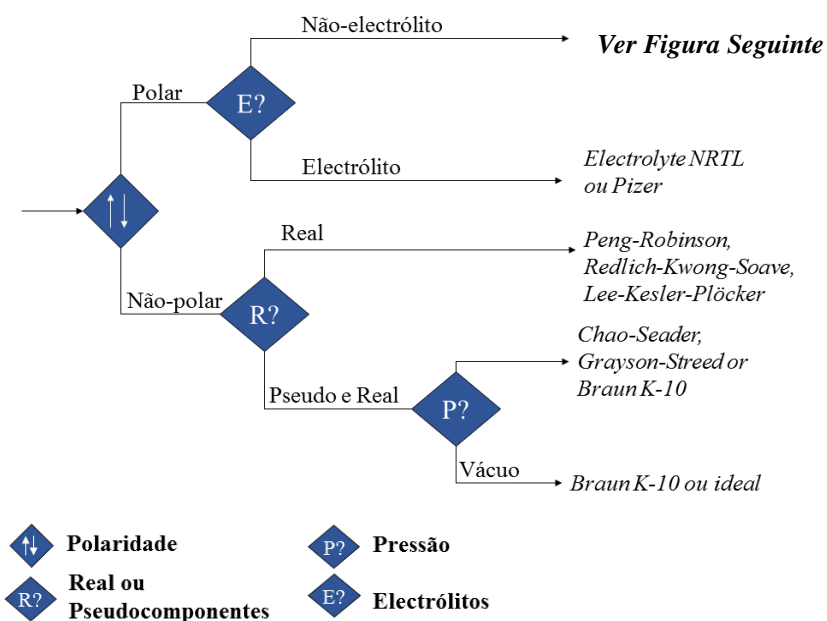 Não-electrólito
Ver Figura Seguinte
Polar
E?
Electrólito
Electrolyte NRTL
ou Pizer
Real
Peng-Robinson,
Redlich-Kwong-Soave,
Lee-Kesler-Plöcker
Não-polar
R?
Chao-Seader,
Grayson-Streed or
Braun K-10
Pseudo e Real
P?
Vácuo
Braun K-10 ou ideal
Polaridade
P?
Pressão
R?
Real ou
Pseudocomponentes
E?
Electrólitos